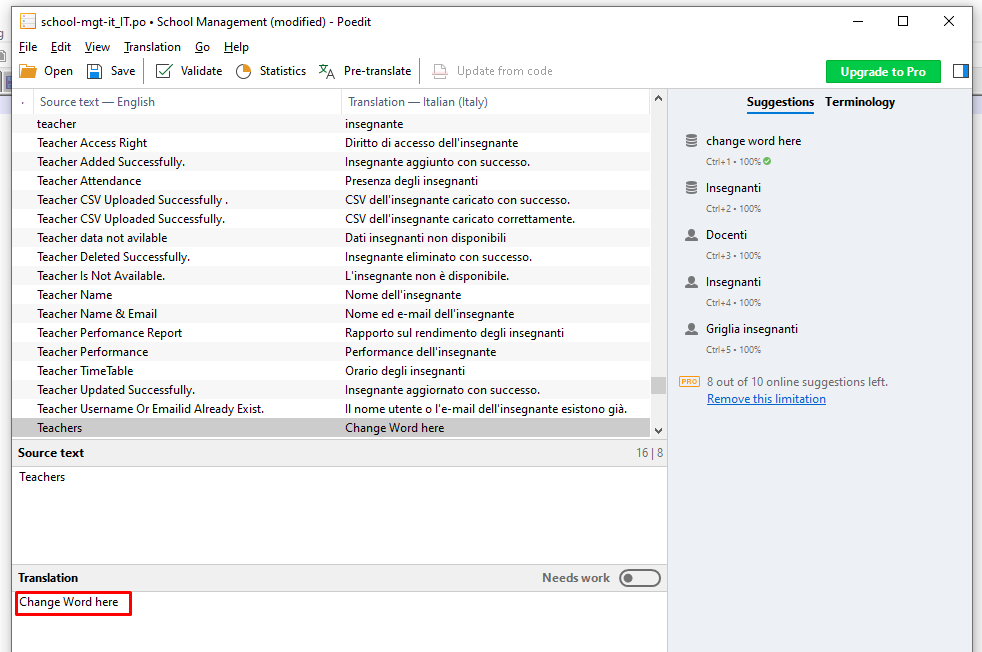 school-mgt-it_IT.po • School Management (modified) - Poedit
File Edit View Translation Go Help
Open Save Validate Statistics Pre-translate Update from code Upgrade to Pro
Source text — English Translation — Italian (Italy)
teacher insegnante
Teacher Access Right Diritto di accesso dell'insegnante
Teacher Added Successfully. Insegnante aggiunto con successo.
Teacher Attendance Presenza degli insegnanti
Teacher CSV Uploaded Successfully . CSV dell'insegnante caricato con successo.
Teacher CSV Uploaded Successfully. CSV dell'insegnante caricato correttamente.
Teacher data not avilable Dati insegnanti non disponibili
Teacher Deleted Successfully. Insegnante eliminato con successo.
Teacher Is Not Available. L'insegnante non è disponibile.
Teacher Name Nome dell'insegnante
Teacher Name & Email Nome ed e-mail dell'insegnante
Teacher Perfomance Report Rapporto sul rendimento degli insegnanti
Teacher Performance Performance dell'insegnante
Teacher TimeTable Orario degli insegnanti
Teacher Updated Successfully. Insegnante aggiornato con successo.
Teacher Username Or Emailid Already Exist. Il nome utente o l'e-mail dell'insegnante esistono già.
Teachers Change Word here
Source text 16 | 8
Teachers
Translation Needs work
Change Word here
Suggestions Terminology
change word here
Ctrl+1 • 100%
Insegnanti
Ctrl+2 • 100%
Docenti
Ctrl+3 • 100%
Insegnanti
Ctrl+4 • 100%
Griglia insegnanti
Ctrl+5 • 100%
PRO 8 out of 10 online suggestions left.
Remove this limitation